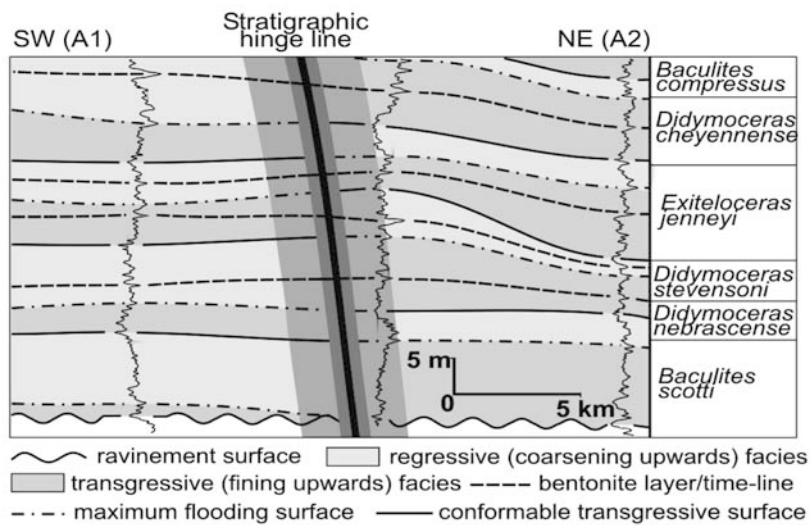 Stratigraphic
SW (A1) hinge line NE (A2)
Baculites
compressus
Didymoceras
cheyennense
Exiteloceras
jenneyi
Didymoceras
stevensoni
Didymoceras
nebrascense
Baculites
scotti
5 m
0 5 km
ravinement surface regressive (coarsening upwards) facies
transgressive (fining upwards) facies bentonite layer/time-line
maximum flooding surface conformable transgressive surface